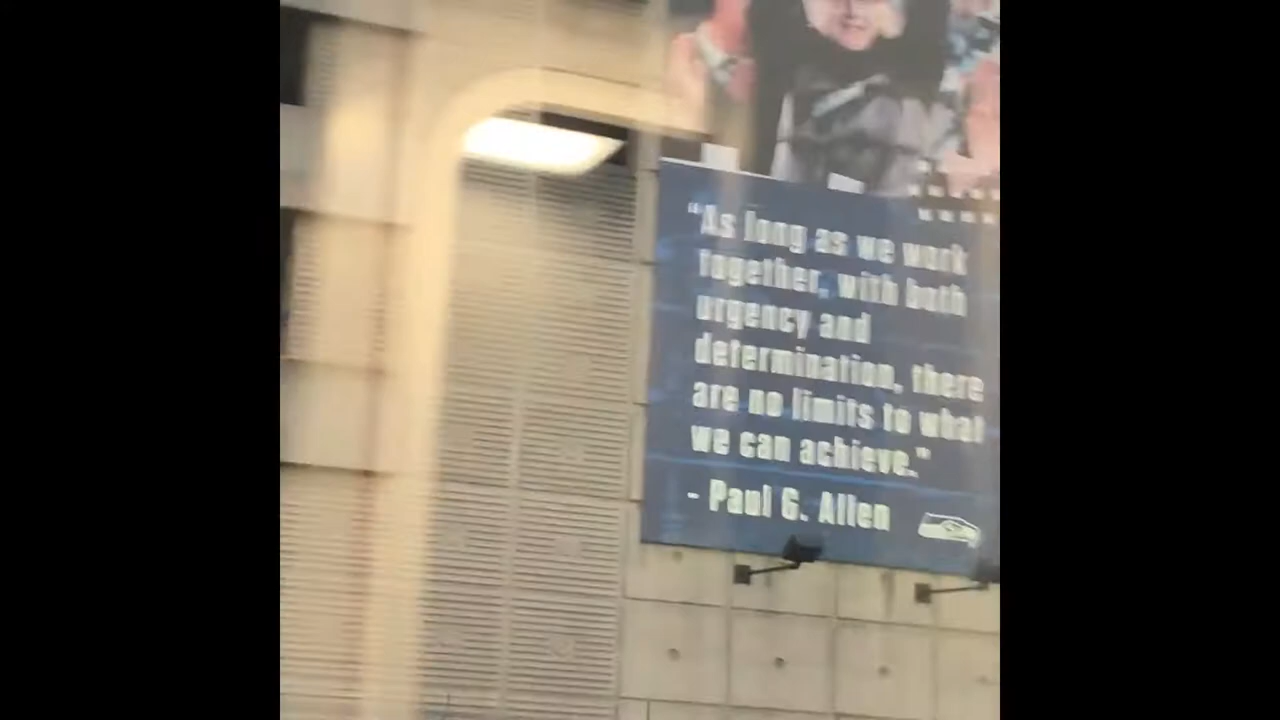 "As long as we work
together, with both
urgency and
determination, there
are no limits to what
we can achieve."
- Paul G. Allen